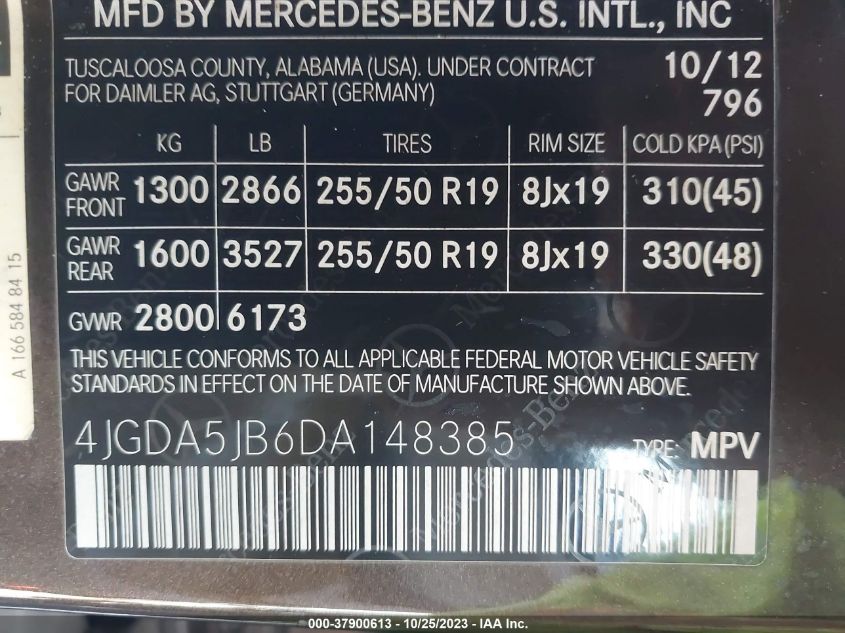 MFD BY MERCEDES-BENZ U.S. INTL., INC
TUSCALOOSA COUNTY, ALABAMA (USA). UNDER CONTRACT
FOR DAIMLER AG, STUTTGART (GERMANY)
10/12
796
KG LB TIRES RIM SIZE COLD KPA (PSI)
GAWR FRONT 1300 2866 255/50 R19 8Jx19 310(45)
GAWR REAR 1600 3527 255/50 R19 8Jx19 330(48)
GVWR 2800 6173
THIS VEHICLE CONFORMS TO ALL APPLICABLE FEDERAL MOTOR VEHICLE SAFETY
STANDARDS IN EFFECT ON THE DATE OF MANUFACTURE SHOWN ABOVE.
4JGDA5JB6DA148385 TYPE: MPV
A 166 584 84 15
000-37900613 - 10/25/2023 - IAA Inc.